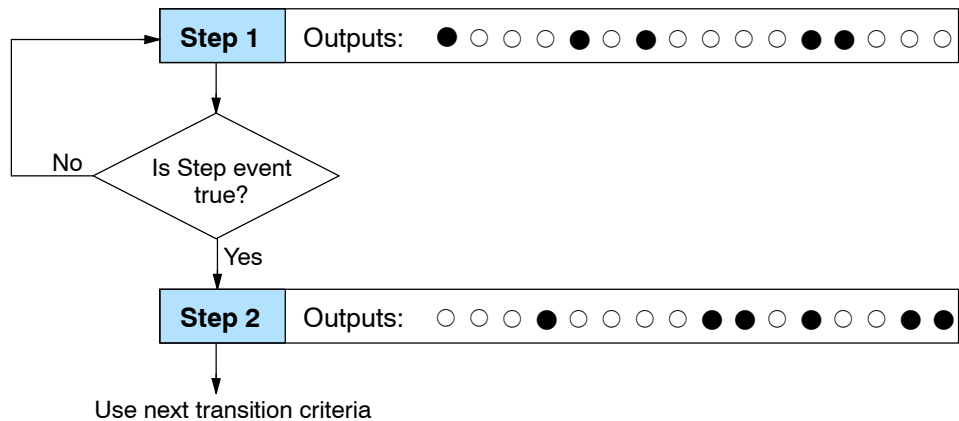 Step 1 Outputs:
Is Step event
true?
No
Yes
Step 2 Outputs:
Use next transition criteria